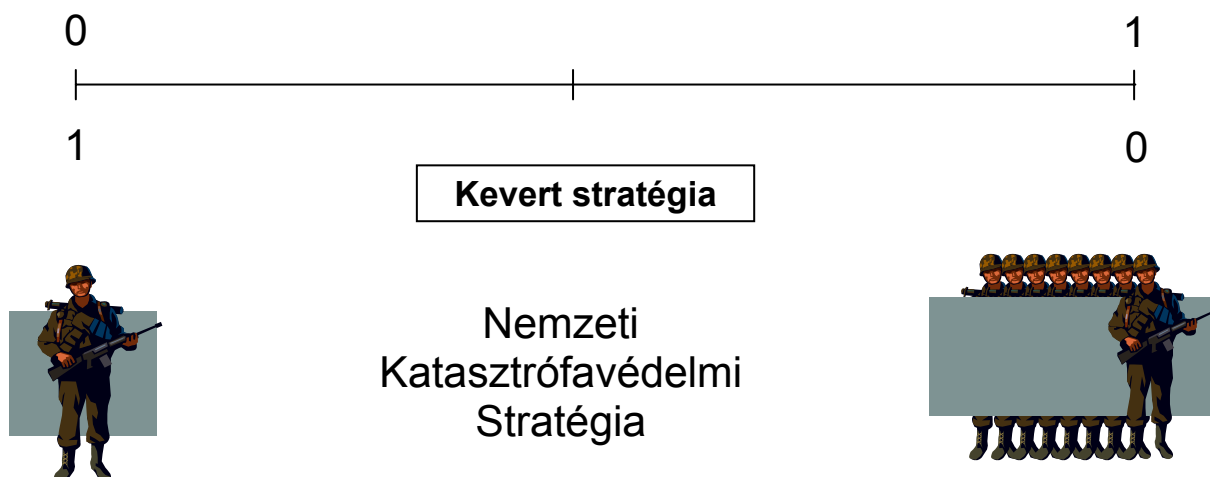 0 1
1 0
Kevert stratégia
Nemzeti
Katasztrófavédelmi
Stratégia